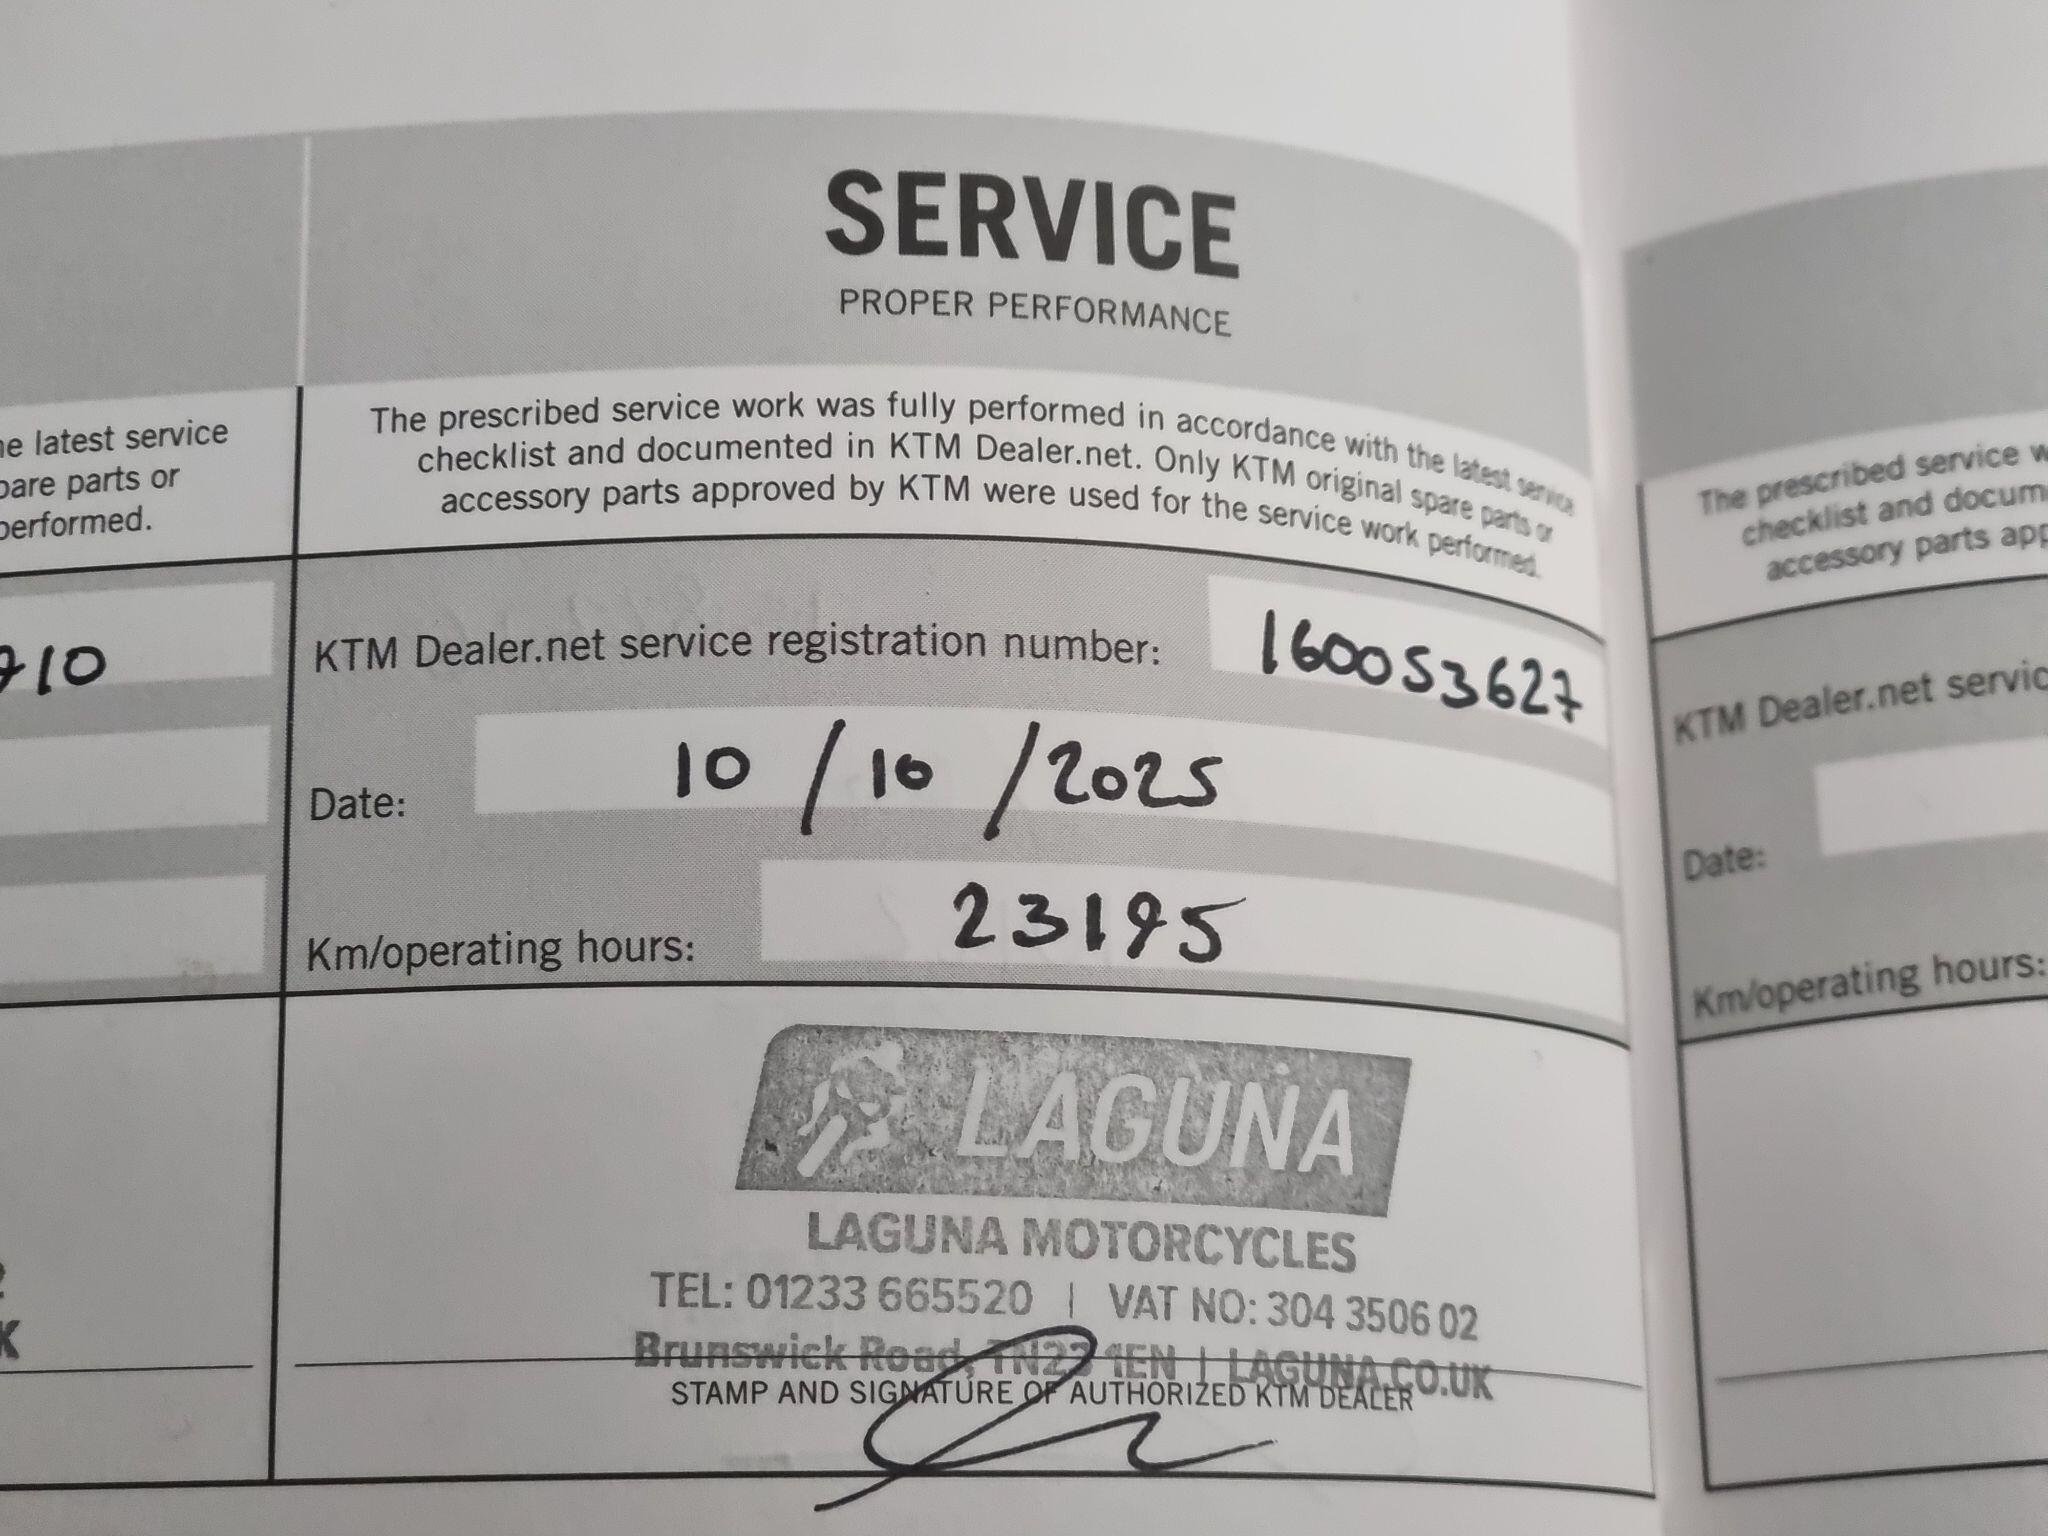 SERVICE
PROPER PERFORMANCE
he latest service
pare parts or
performed.
The prescribed service work was fully performed in accordance with the latest service
checklist and documented in KTM Dealer.net. Only KTM original spare parts or
accessory parts approved by KTM were used for the service work performed.
710
KTM Dealer.net service registration number: 160053627
Date: 10/10/2025
Km/operating hours: 23195
LAGUNA
LAGUNA MOTORCYCLES
TEL: 01233 665520 | VAT NO: 304 3506 02
Brunswick Road, TN23 1EN | LAGUNA.CO.UK
STAMP AND SIGNATURE OF AUTHORIZED KTM DEALER
K
The prescribed service w
checklist and docum
accessory parts app
KTM Dealer.net servic
Date:
Km/operating hours: